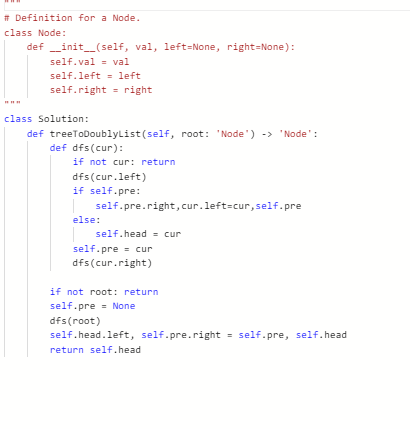 """
# Definition for a Node.
class Node:
    def __init__(self, val, left=None, right=None):
        self.val = val
        self.left = left
        self.right = right
"""
class Solution:
    def treeToDoublyList(self, root: 'Node') -> 'Node':
        def dfs(cur):
            if not cur: return
            dfs(cur.left)
            if self.pre:
                self.pre.right,cur.left=cur,self.pre
            else:
                self.head = cur
            self.pre = cur
            dfs(cur.right)
        if not root: return
        self.pre = None
        dfs(root)
        self.head.left, self.pre.right = self.pre, self.head
        return self.head